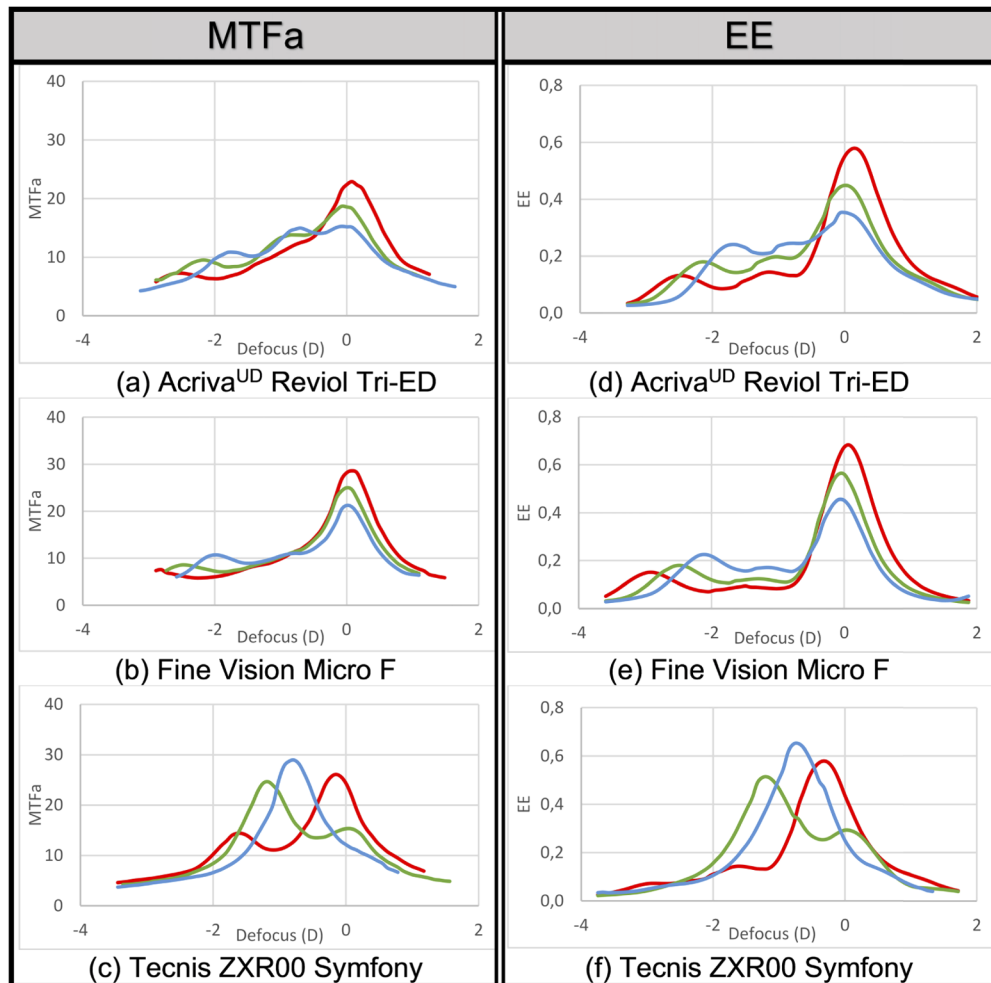 MTFa
EE
40
30
20
10
0
MTFa
-4
-2
0
2
Defocus (D)
(a) Acriva^UD Reviol Tri-ED
0,8
0,6
0,4
0,2
0,0
EE
-4
-2
0
2
Defocus (D)
(d) Acriva^UD Reviol Tri-ED
40
30
20
10
0
MTFa
-4
-2
0
2
Defocus (D)
(b) Fine Vision Micro F
0,8
0,6
0,4
0,2
0,0
EE
-4
-2
0
2
Defocus (D)
(e) Fine Vision Micro F
40
30
20
10
0
MTFa
-4
-2
0
2
Defocus (D)
(c) Tecnis ZXR00 Symfony
0,8
0,6
0,4
0,2
0,0
EE
-4
-2
0
2
Defocus (D)
(f) Tecnis ZXR00 Symfony